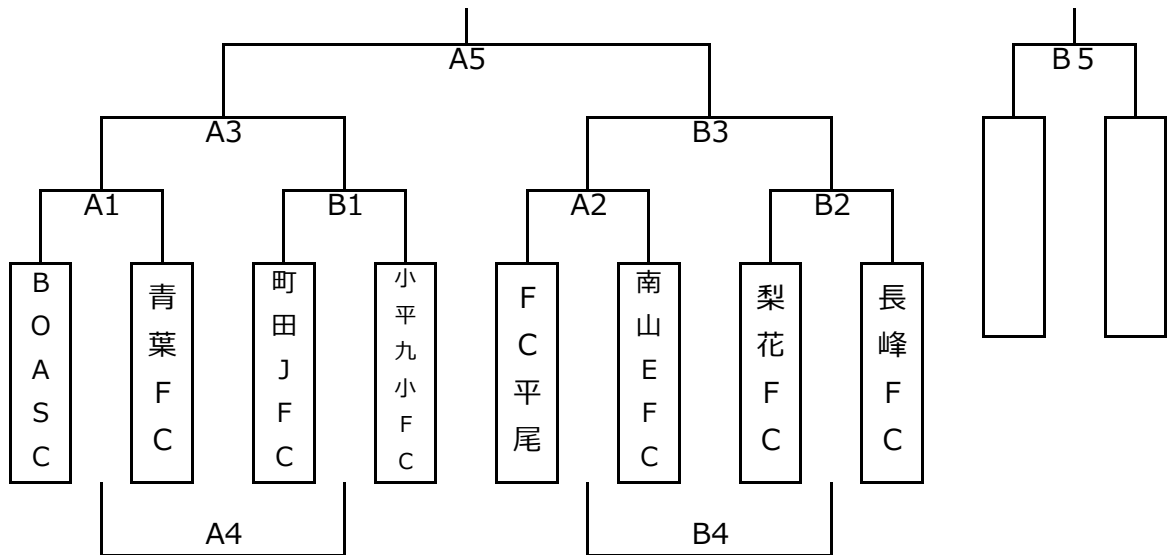 A5
B 5
A3
B3
A1
B1
A2
B2
BOASC
青葉FC
町田JFC
小平九小FC
FC平尾
南山EFC
梨花FC
長峰FC
A4
B4